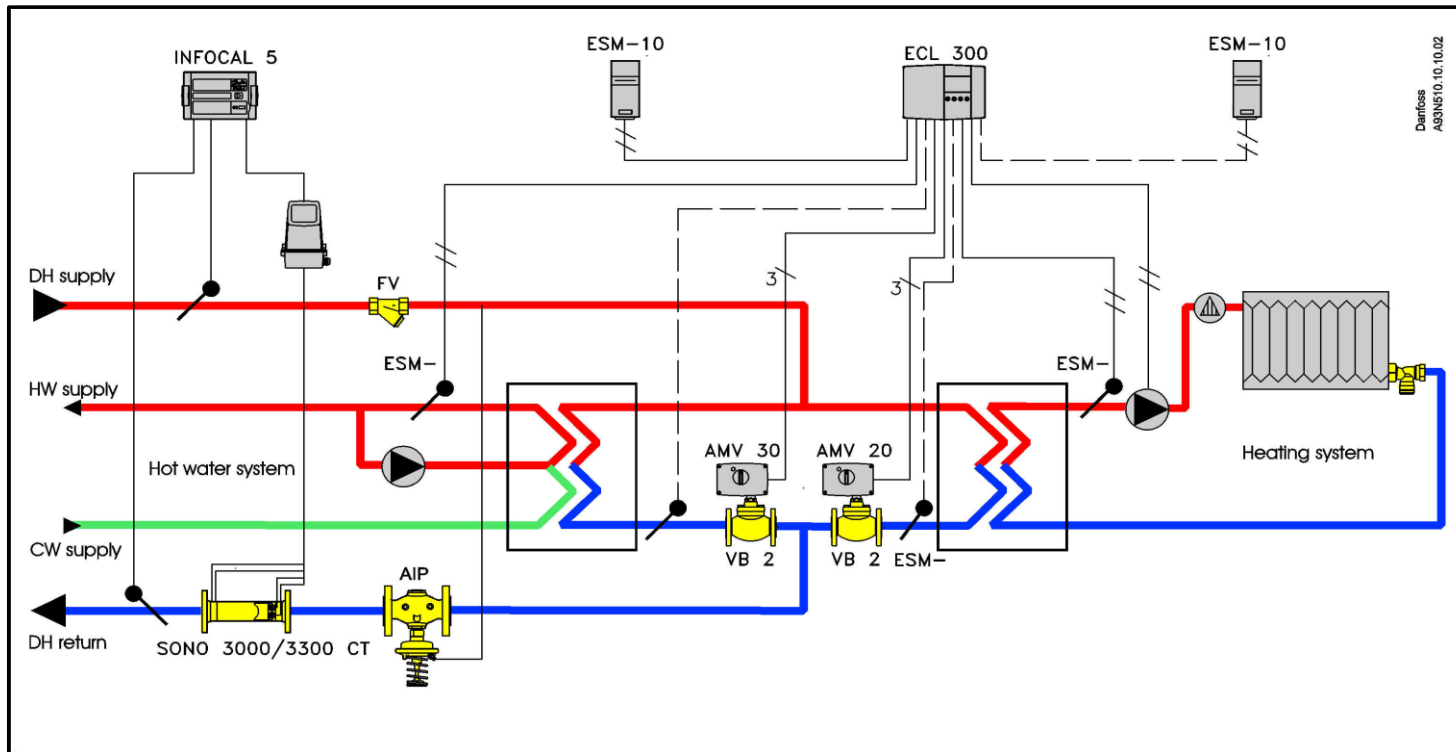 INFOCAL 5
ESM-10
ECL 300
ESM-10
Danfoss
A93N510.10.10.02
DH supply
FV
3
3
HW supply
ESM-
ESM-
Hot water system
AMV 30
AMV 20
Heating system
CW supply
VB 2
VB 2
ESM-
AIP
DH return
SONO 3000/3300 CT